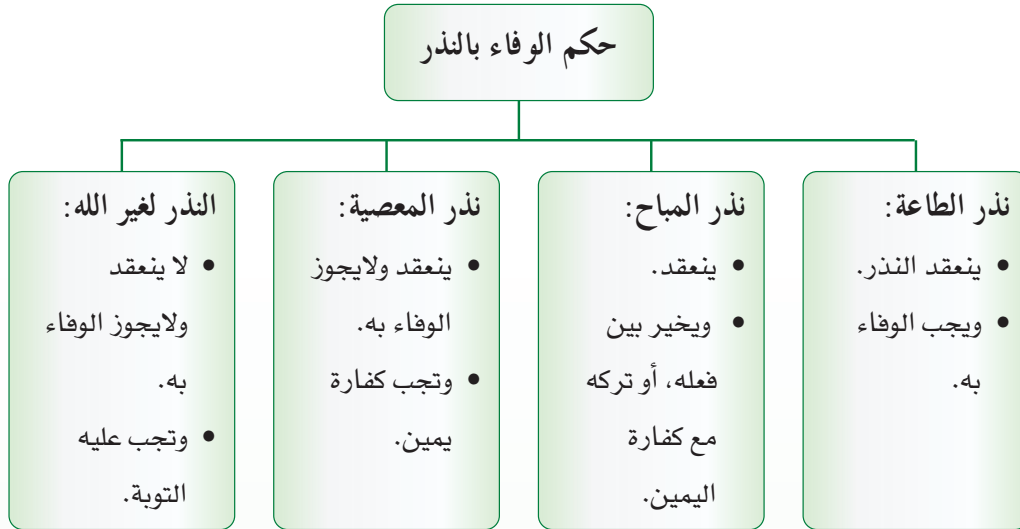 حكم الوفاء بالنذر
نذر الطاعة:
• ينعقد النذر.
• ويجب الوفاء
به.
نذر المباح:
• ينعقد.
• ويخير بين
فعله، أو تركه
مع كفارة
اليمين.
نذر المعصية:
• ينعقد ولايجوز
الوفاء به.
• وتجب كفارة
يمين.
النذر لغير الله:
• لا ينعقد
ولايجوز الوفاء
به.
• وتجب عليه
التوبة.